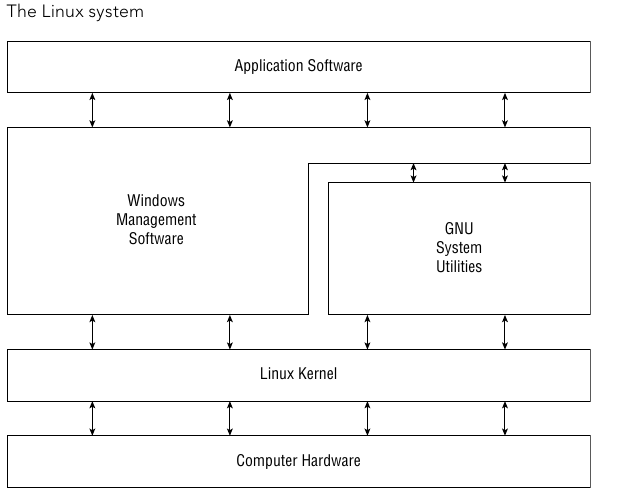 The Linux system
Application Software
Windows
Management
Software
GNU
System
Utilities
Linux Kernel
Computer Hardware